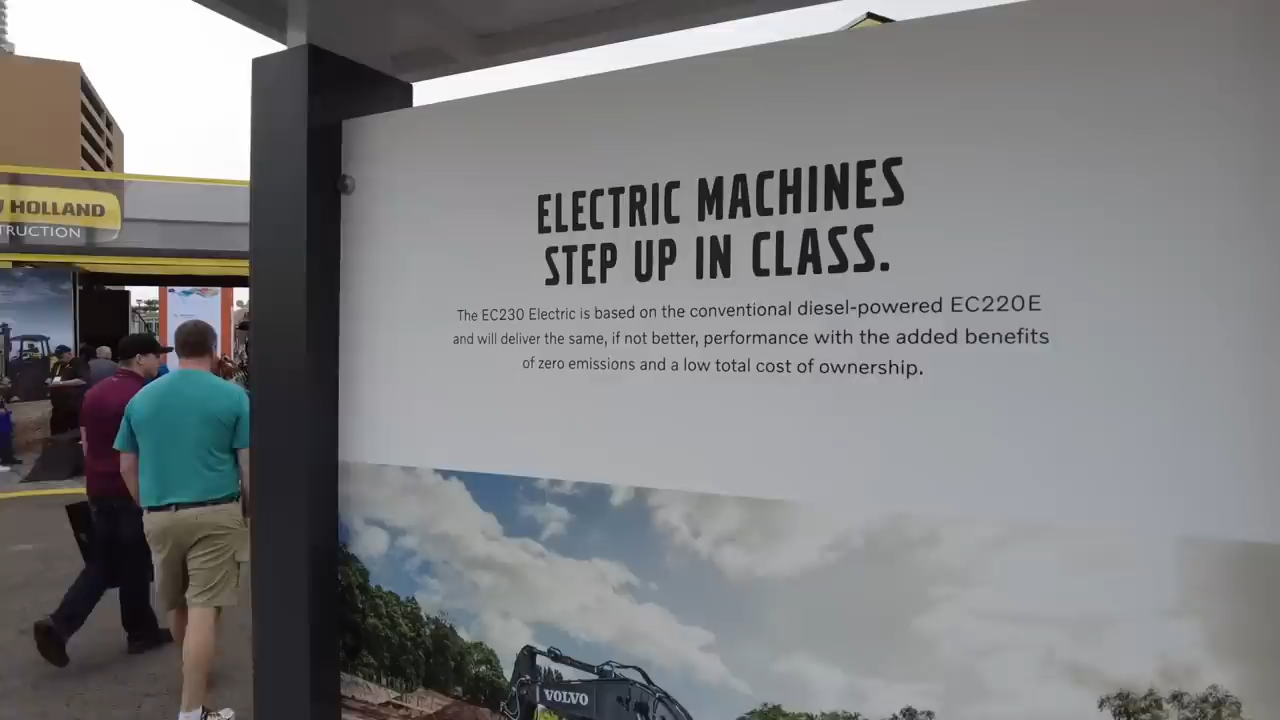 HOLLAND
ELECTRIC MACHINES
STEP UP IN CLASS.
The EC230 Electric is based on the conventional diesel-powered EC220E
and will deliver the same, if not better, performance with the added benefits
of zero emissions and a low total cost of ownership.
VOLVO